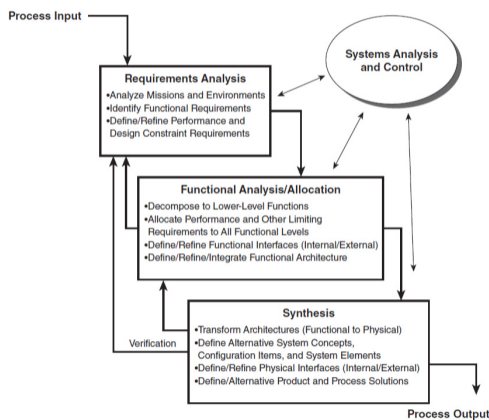 Process Input
Systems Analysis
and Control
Requirements Analysis
•Analyze Missions and Environments
•Identify Functional Requirements
•Define/Refine Performance and
Design Constraint Requirements
Functional Analysis/Allocation
•Decompose to Lower-Level Functions
•Allocate Performance and Other Limiting
Requirements to All Functional Levels
•Define/Refine Functional Interfaces (Internal/External)
•Define/Refine/Integrate Functional Architecture
Synthesis
•Transform Architectures (Functional to Physical)
•Define Alternative System Concepts,
Configuration Items, and System Elements
•Define/Refine Physical Interfaces (Internal/External)
•Define/Alternative Product and Process Solutions
Verification
Process Output